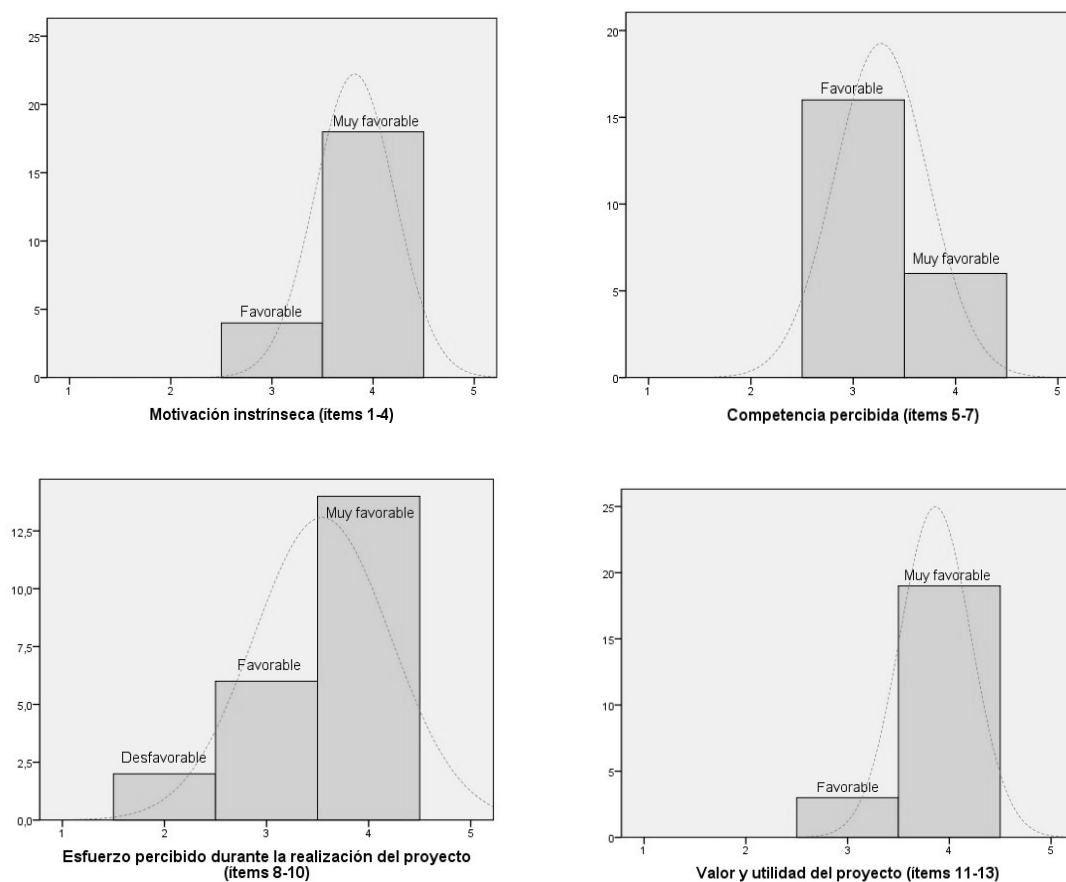 25
20
15
10
5
0
Favorable
Muy favorable
1 2 3 4 5
Motivación instrínseca (ítems 1-4)
20
15
10
5
0
Favorable
Muy favorable
1 2 3 4 5
Competencia percibida (ítems 5-7)
12,5
10,0
7,5
5,0
2,5
0,0
Desfavorable
Favorable
Muy favorable
1 2 3 4 5
Esfuerzo percibido durante la realización del proyecto
(ítems 8-10)
25
20
15
10
5
0
Favorable
Muy favorable
1 2 3 4 5
Valor y utilidad del proyecto (ítems 11-13)